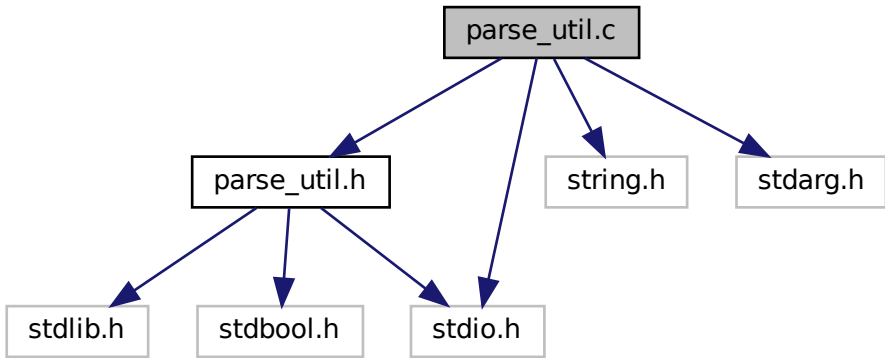 parse_util.c
parse_util.h
string.h
stdarg.h
stdlib.h
stdbool.h
stdio.h